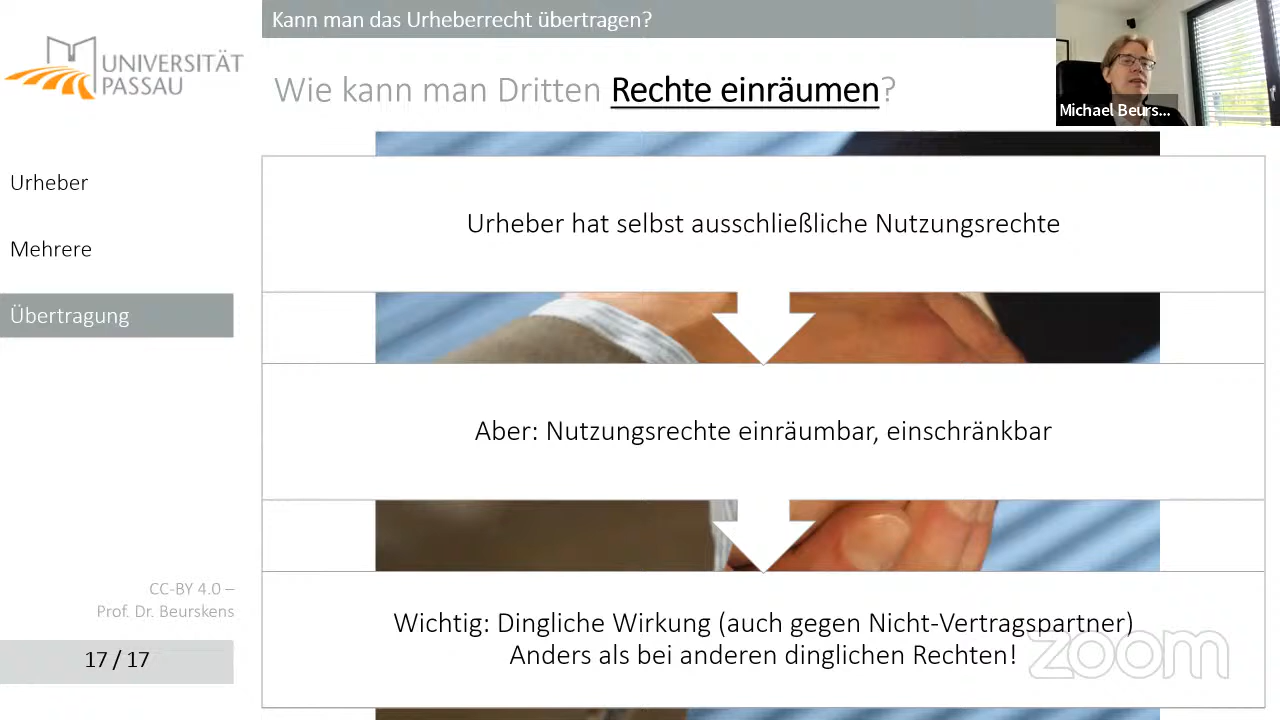 Kann man das Urheberrecht übertragen?
UNIVERSITÄT
PASSAU
Wie kann man Dritten Rechte einräumen?
Michael Beurs...
Urheber
Mehrere
Übertragung
Urheber hat selbst ausschließliche Nutzungsrechte
Aber: Nutzungsrechte einräumbar, einschränkbar
Wichtig: Dingliche Wirkung (auch gegen Nicht-Vertragspartner)
Anders als bei anderen dinglichen Rechten!
CC-BY 4.0 –
Prof. Dr. Beurskens
17 / 17
zoom